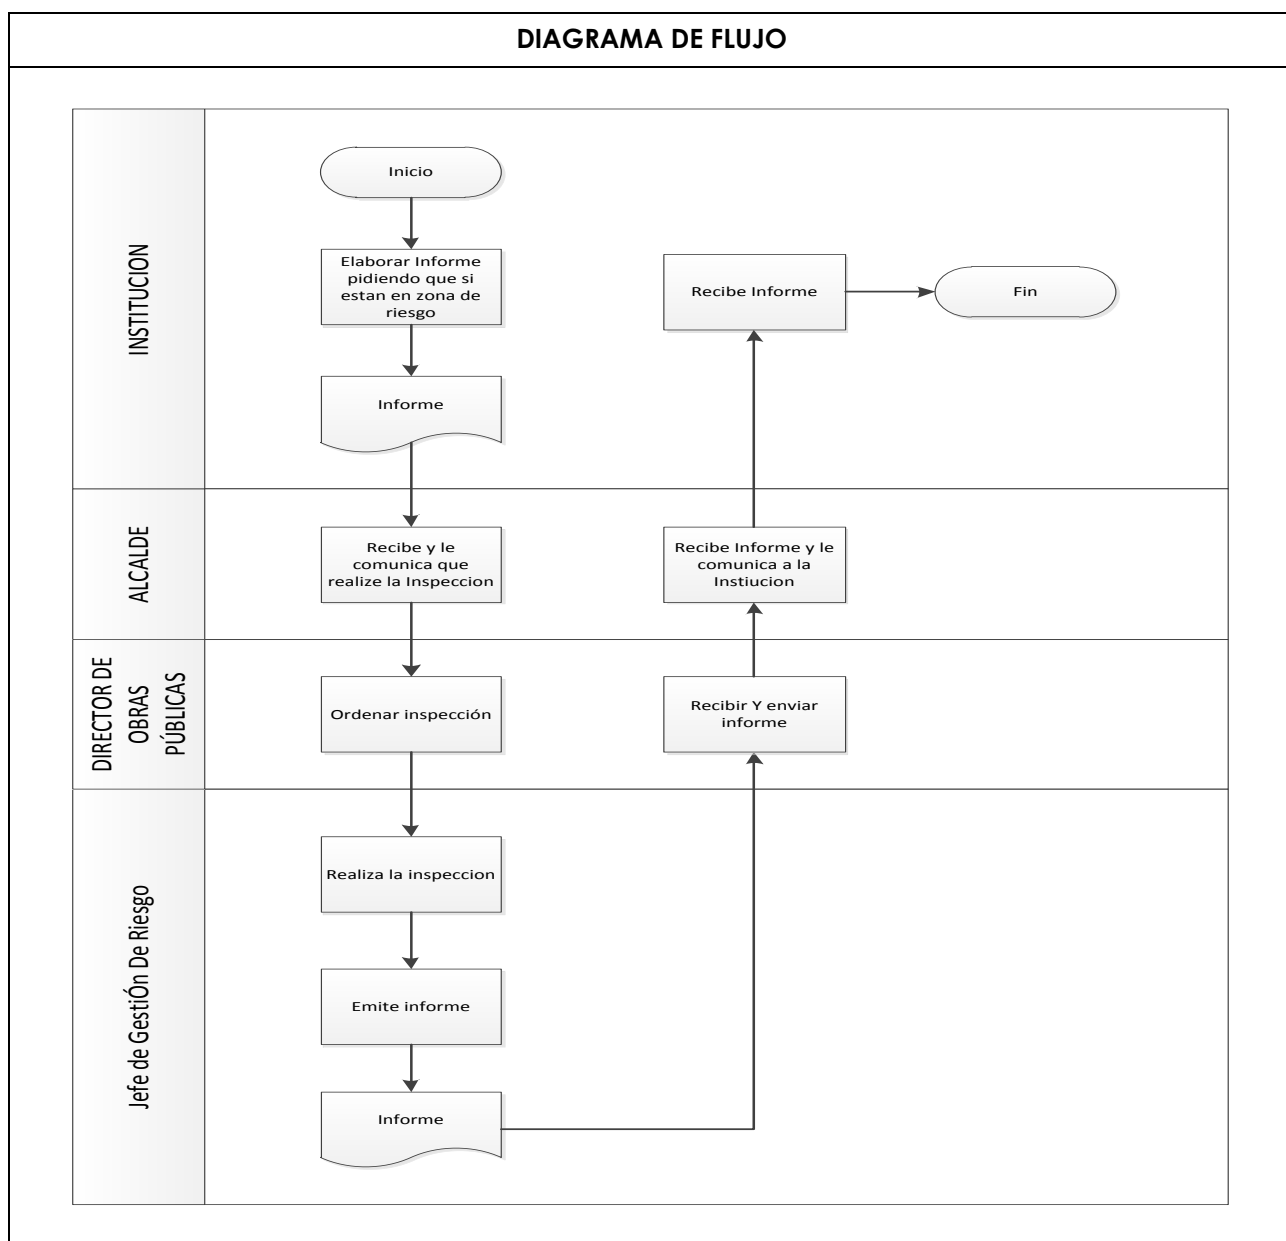 DIAGRAMA DE FLUJO
INSTITUCION
Inicio
Elaborar Informe
pidiendo que si
estan en zona de
riesgo
Informe
Recibe Informe
Fin
ALCALDE
Recibe y le
comunica que
realize la Inspeccion
Recibe Informe y le
comunica a la
Instiucion
DIRECTOR DE
OBRAS
PÚBLICAS
Ordenar inspección
Recibir Y enviar
informe
Jefe de GestiÓn De Riesgo
Realiza la inspeccion
Emite informe
Informe